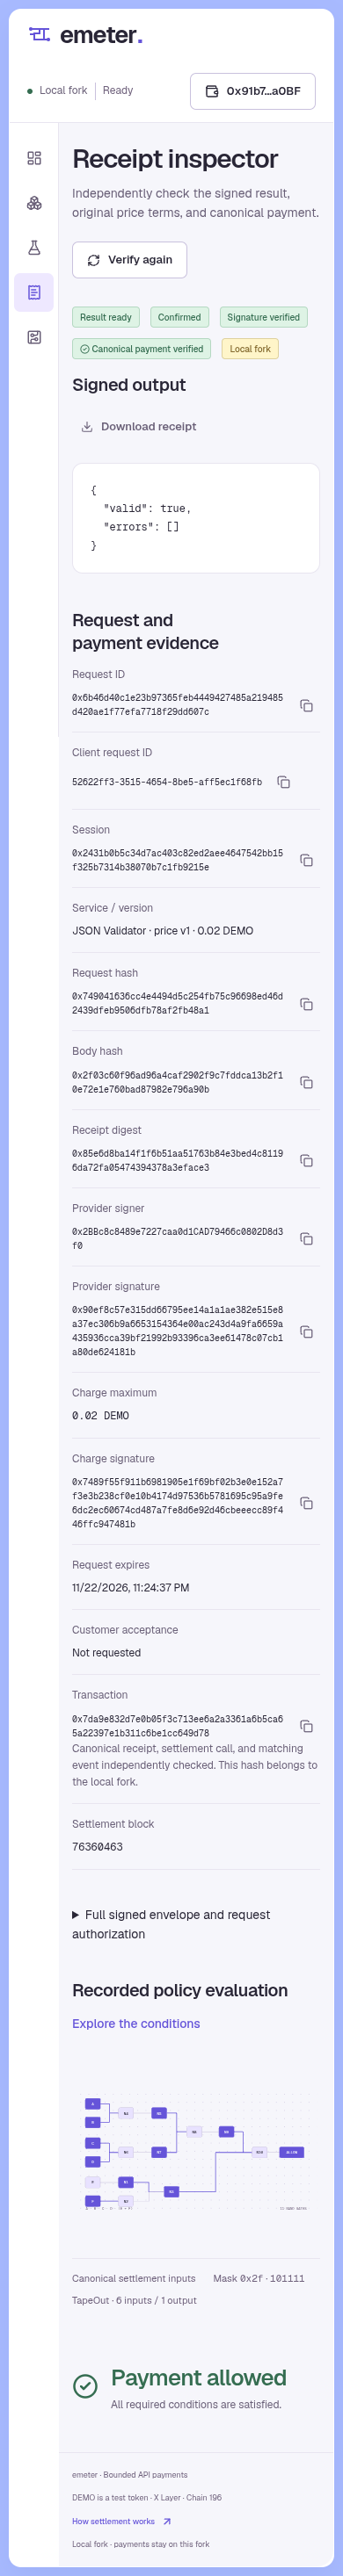 emeter.
Local fork
Ready
0x91b7...a0BF
Receipt inspector
Independently check the signed result,
original price terms, and canonical payment.
Verify again
Result ready
Confirmed
Signature verified
Canonical payment verified
Local fork
Signed output
Download receipt
{
"valid": true,
"errors": []
}
Request and
payment evidence
Request ID
0x6b46d40c1e23b97365feb4449427485a219485
d420ae1f77efa7718f29dd607c
Client request ID
52622ff3-3515-4654-8be5-aff5ec1f68fb
Session
0x2431b0b5c34d7ac403c82ed2aee4647542bb15
f325b7314b38070b7c1fb9215e
Service / version
JSON Validator · price v1 · 0.02 DEMO
Request hash
0x749041636cc4e4494d5c254fb75c96698ed46d
2439dfeb9506dfb78af2fb48a1
Body hash
0x2f03c60f96ad96a4caf2902f9c7fddca13b2f1
0e72e1e760bad87982e796a90b
Receipt digest
0x85e6d8ba14f1f6b51aa51763b84e3bed4c8119
6da72fa05474394378a3eface3
Provider signer
0x2BBc8c8489e7227caa0d1CAD79466c0802D8d3
f0
Provider signature
0x90ef8c57e315dd66795ee14a1a1ae382e515e8
a37ec306b9a6653154364e00ac243d4a9fa6659a
435936cca39bf21992b93396ca3ee61478c07cb1
a80de624181b
Charge maximum
0.02 DEMO
Charge signature
0x7489f55f911b6981905e1f69bf02b3e0e152a7
f3e3b238cf0e10b4174d97536b5781695c95a9fe
6dc2ec60674cd487a7fe8d6e92d46cbeeecc89f4
46ffc947481b
Request expires
11/22/2026, 11:24:37 PM
Customer acceptance
Not requested
Transaction
0x7da9e832d7e0b05f3c713ee6a2a3361a6b5ca6
5a22397e1b311c6be1cc649d78
Canonical receipt, settlement call, and matching
event independently checked. This hash belongs to
the local fork.
Settlement block
76360463
▶ Full signed envelope and request
authorization
Recorded policy evaluation
Explore the conditions
Canonical settlement inputs
Mask 0x2f · 101111
TapeOut · 6 inputs / 1 output
Payment allowed
All required conditions are satisfied.
emeter · Bounded API payments
DEMO is a test token · X Layer · Chain 196
How settlement works
Local fork · payments stay on this fork